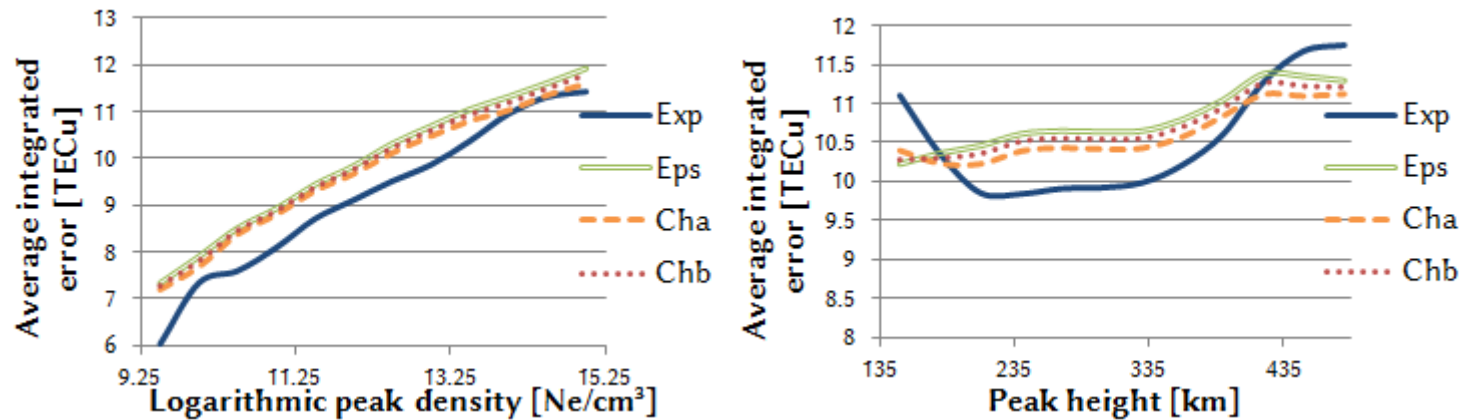 Average integrated
error [TECu]
13
12
11
10
9
8
7
6
9.25 11.25 13.25 15.25
Logarithmic peak density [Ne/cm³]
Exp
Eps
Cha
Chb
Average integrated
error [TECu]
12
11.5
11
10.5
10
9.5
9
8.5
8
135 235 335 435
Peak height [km]
Exp
Eps
Cha
Chb